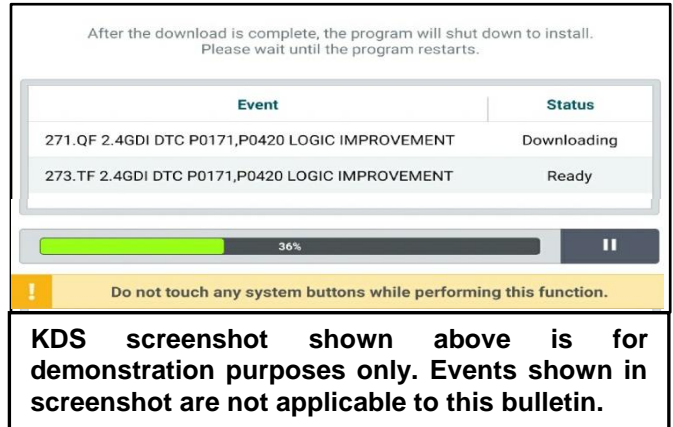 After the download is complete, the program will shut down to install.
Please wait until the program restarts.
Event Status
271.QF 2.4GDI DTC P0171,P0420 LOGIC IMPROVEMENT Downloading
273.TF 2.4GDI DTC P0171,P0420 LOGIC IMPROVEMENT Ready
36%
! Do not touch any system buttons while performing this function.
KDS screenshot shown above is for
demonstration purposes only. Events shown in
screenshot are not applicable to this bulletin.